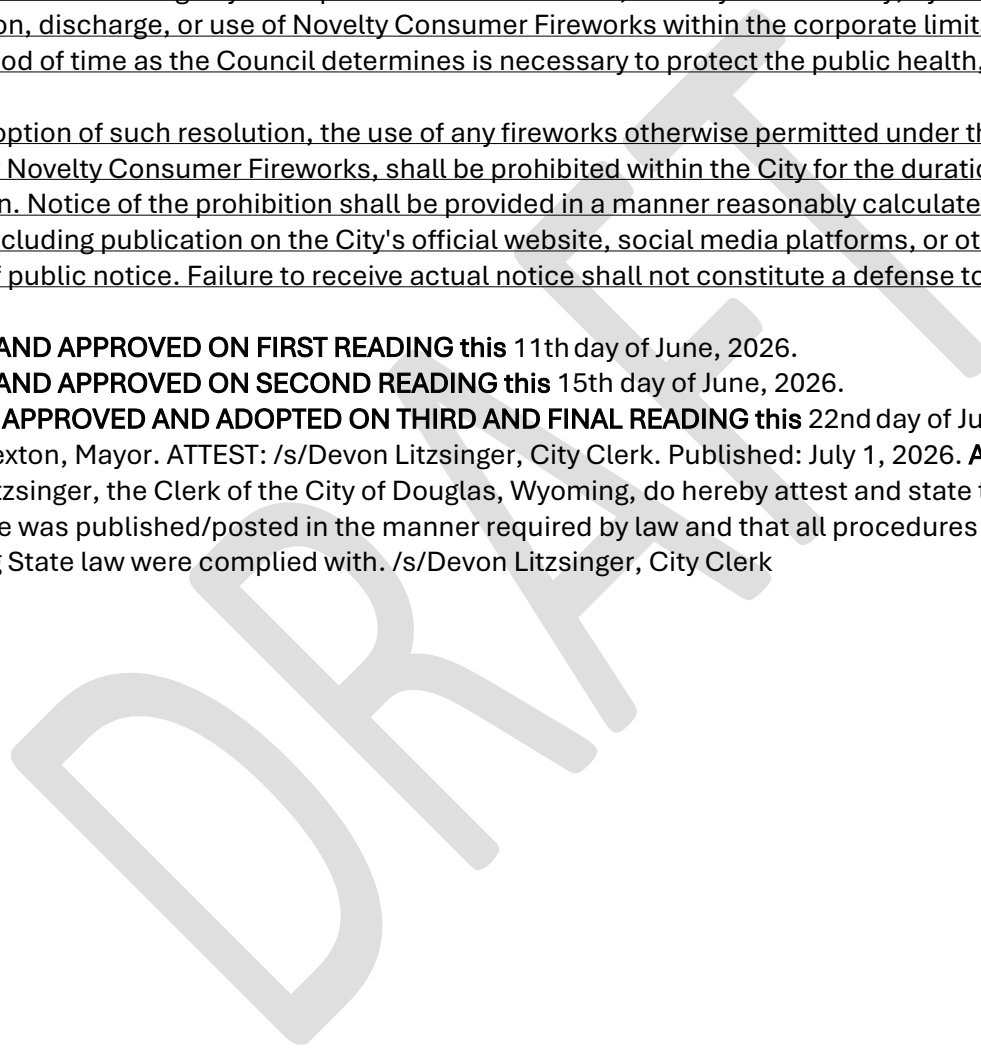 on, discharge, or use of Novelty Consumer Fireworks within the corporate limit
od of time as the Council determines is necessary to protect the public health,
option of such resolution, the use of any fireworks otherwise permitted under th
Novelty Consumer Fireworks, shall be prohibited within the City for the duratio
n. Notice of the prohibition shall be provided in a manner reasonably calculate
cluding publication on the City's official website, social media platforms, or ot
f public notice. Failure to receive actual notice shall not constitute a defense to
AND APPROVED ON FIRST READING this 11th day of June, 2026.
AND APPROVED ON SECOND READING this 15th day of June, 2026.
APPROVED AND ADOPTED ON THIRD AND FINAL READING this 22nd day of Ju
exton, Mayor. ATTEST: /s/Devon Litzsinger, City Clerk. Published: July 1, 2026. A
tzsinger, the Clerk of the City of Douglas, Wyoming, do hereby attest and state t
e was published/posted in the manner required by law and that all procedures
g State law were complied with. /s/Devon Litzsinger, City Clerk
DRAFT